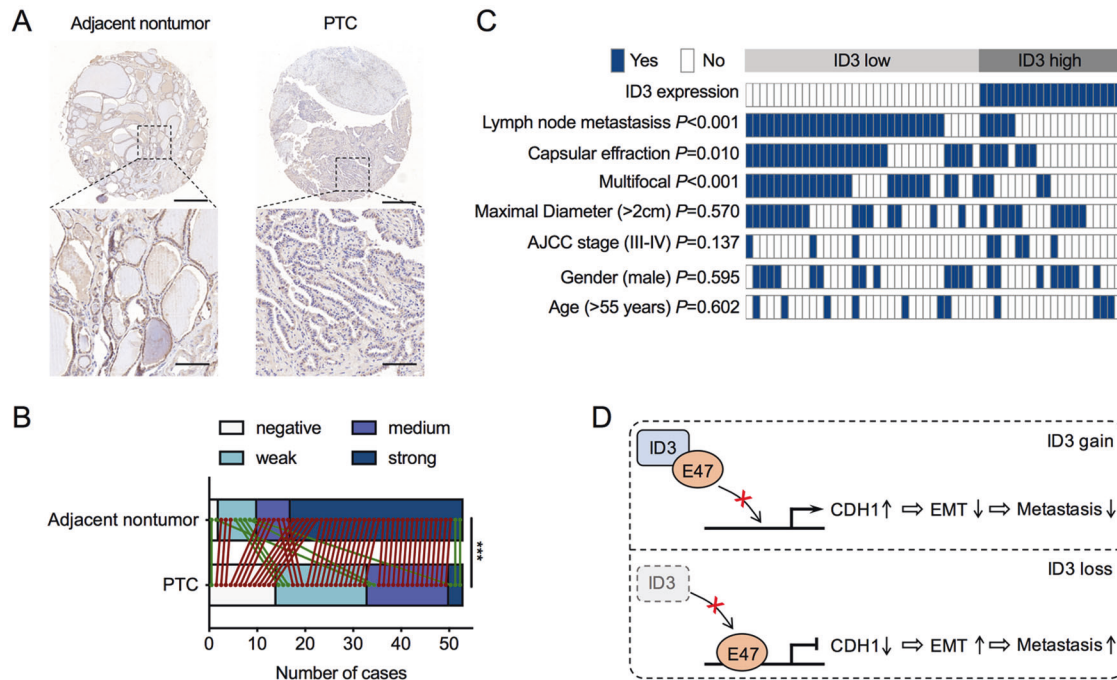 A
Adjacent nontumor
PTC
B
negative
medium
weak
strong
Adjacent nontumor
PTC
***
0 10 20 30 40 50
Number of cases
C
Yes
No
ID3 low
ID3 high
ID3 expression
Lymph node metastasiss P<0.001
Capsular effraction P=0.010
Multifocal P<0.001
Maximal Diameter (>2cm) P=0.570
AJCC stage (III-IV) P=0.137
Gender (male) P=0.595
Age (>55 years) P=0.602
D
ID3 gain
ID3
E47
CDH1↑ ⇨ EMT ↓ ⇨ Metastasis ↓
ID3 loss
ID3
E47
CDH1↓ ⇨ EMT ↑ ⇨ Metastasis ↑